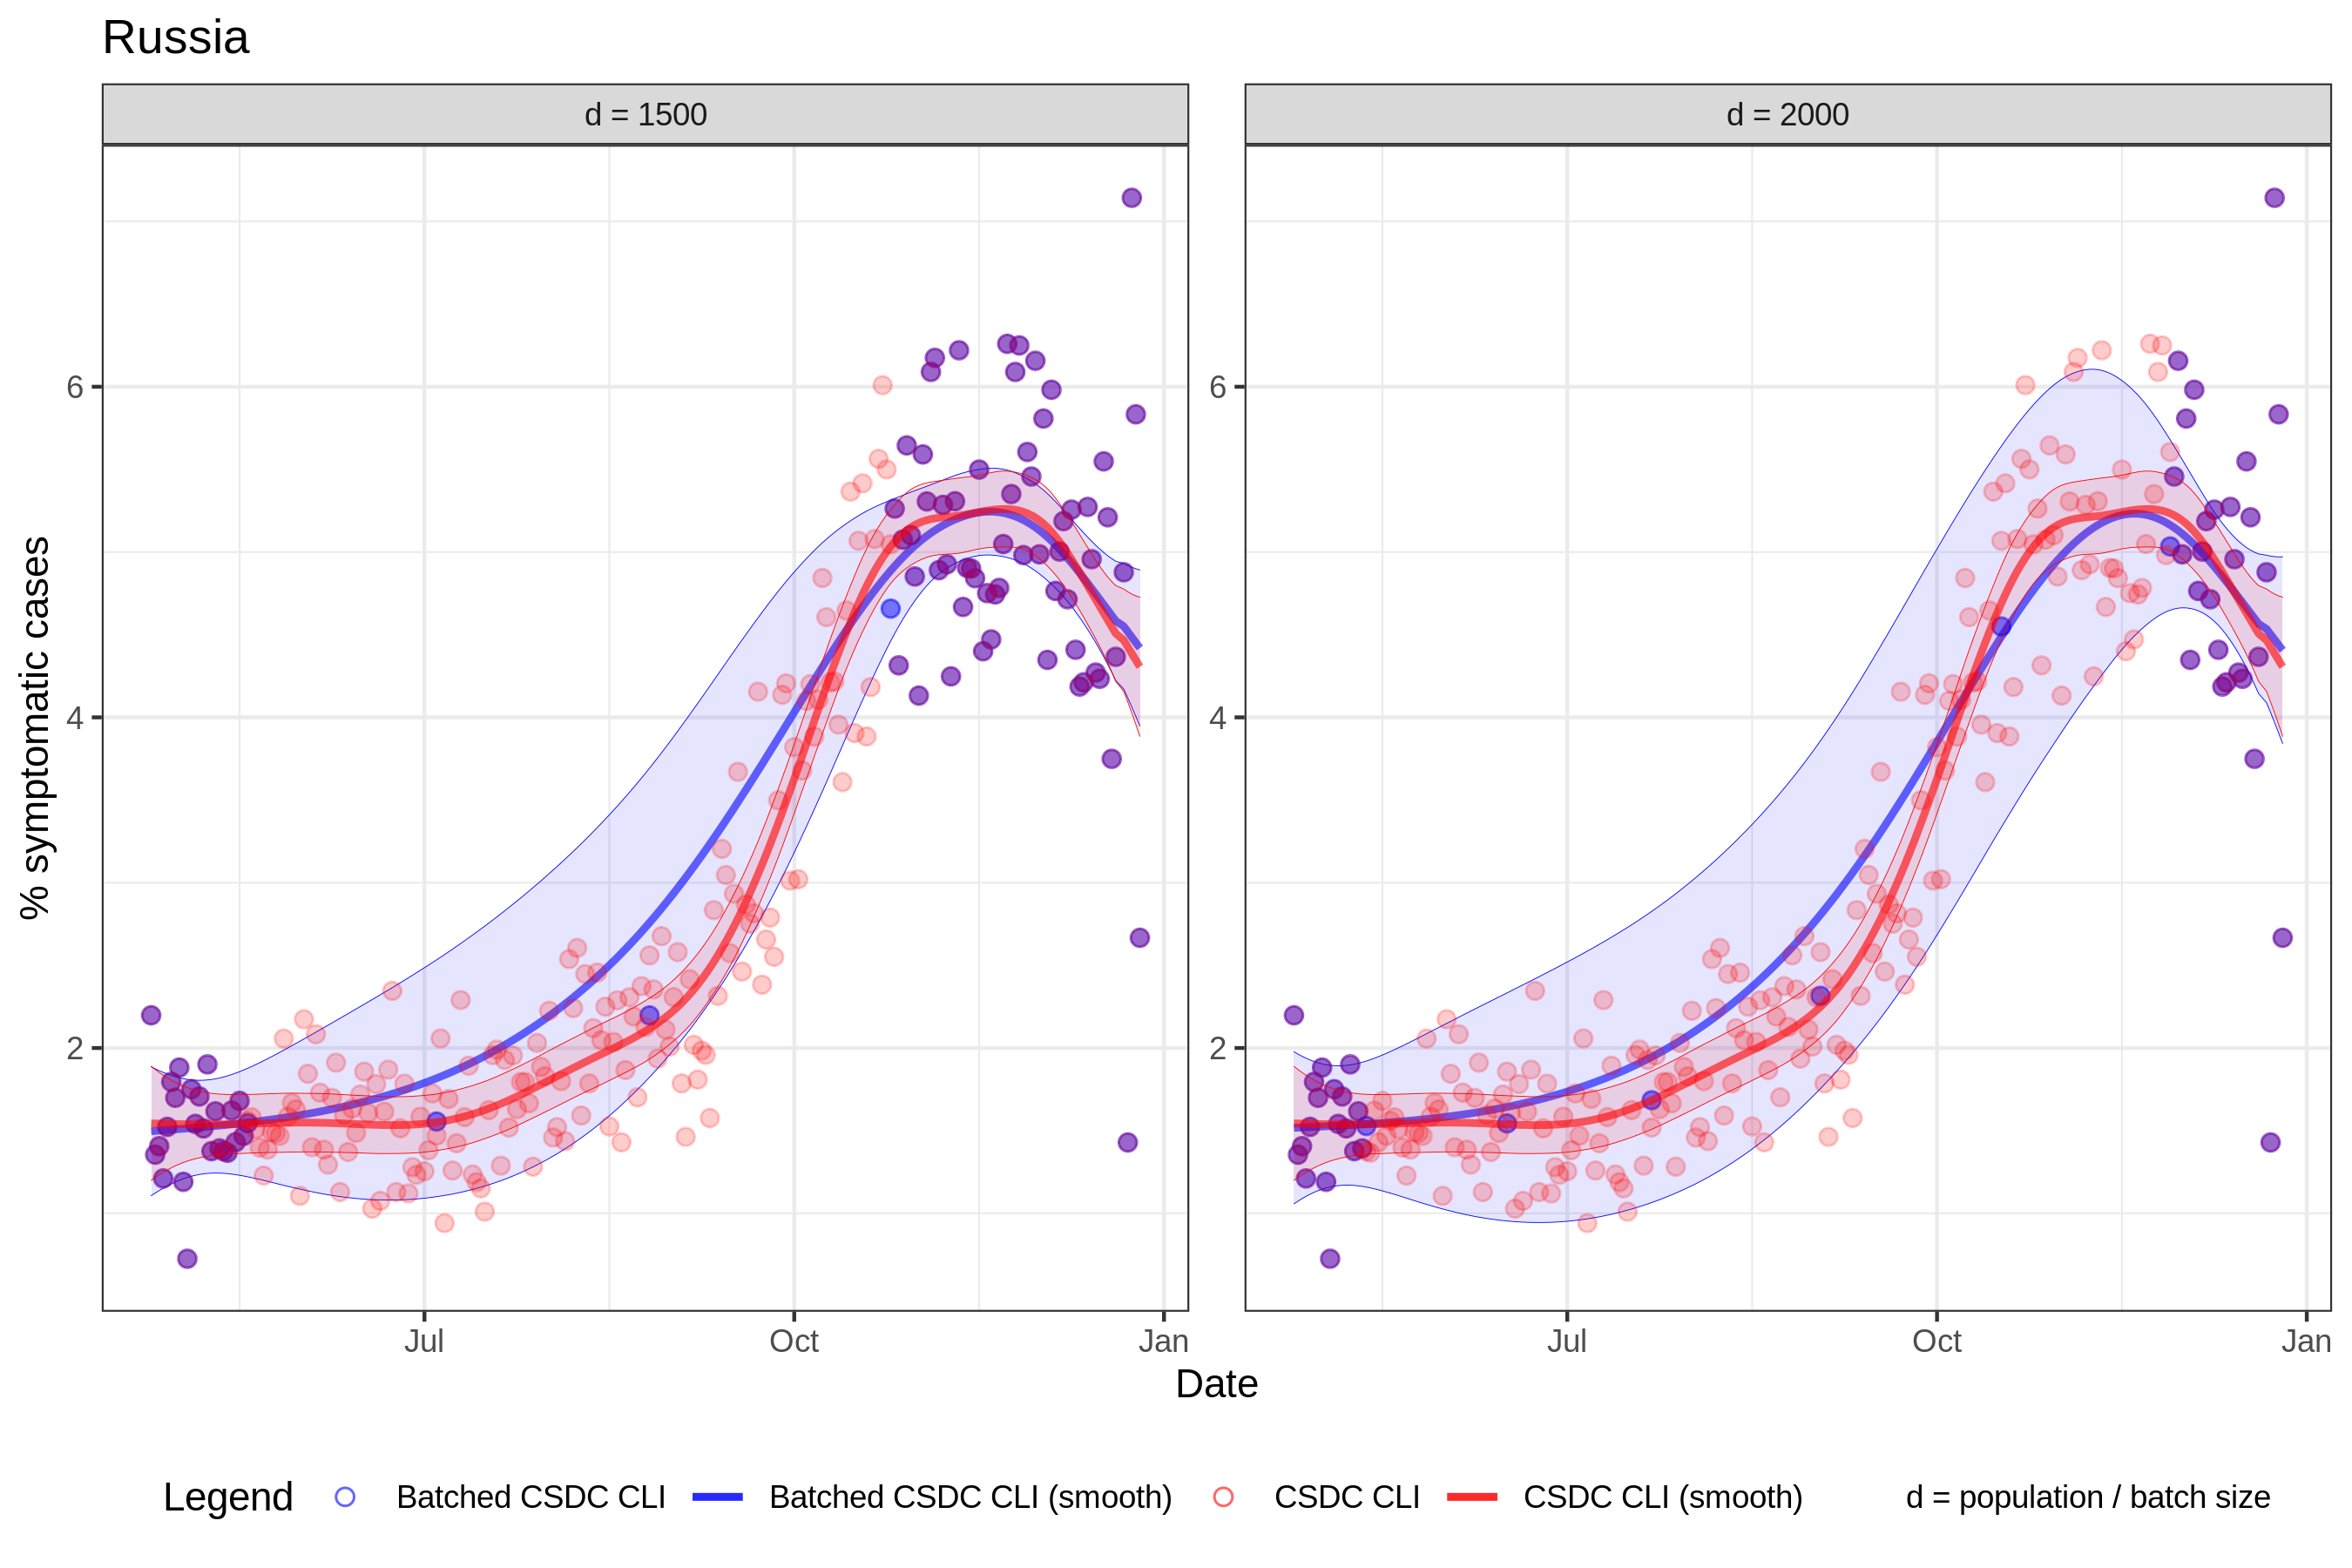 Russia
d = 1500
d = 2000
% symptomatic cases
6
4
2
6
4
2
Jul
Oct
Jan
Jul
Oct
Jan
Date
Legend
Batched CSDC CLI
Batched CSDC CLI (smooth)
CSDC CLI
CSDC CLI (smooth)
d = population / batch size